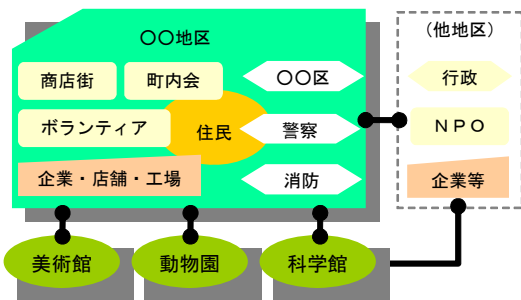 〇〇地区
商店街
町内会
〇〇区
ボランティア
住民
警察
企業・店舗・工場
消防
(他地区)
行政
NPO
企業等
美術館
動物園
科学館